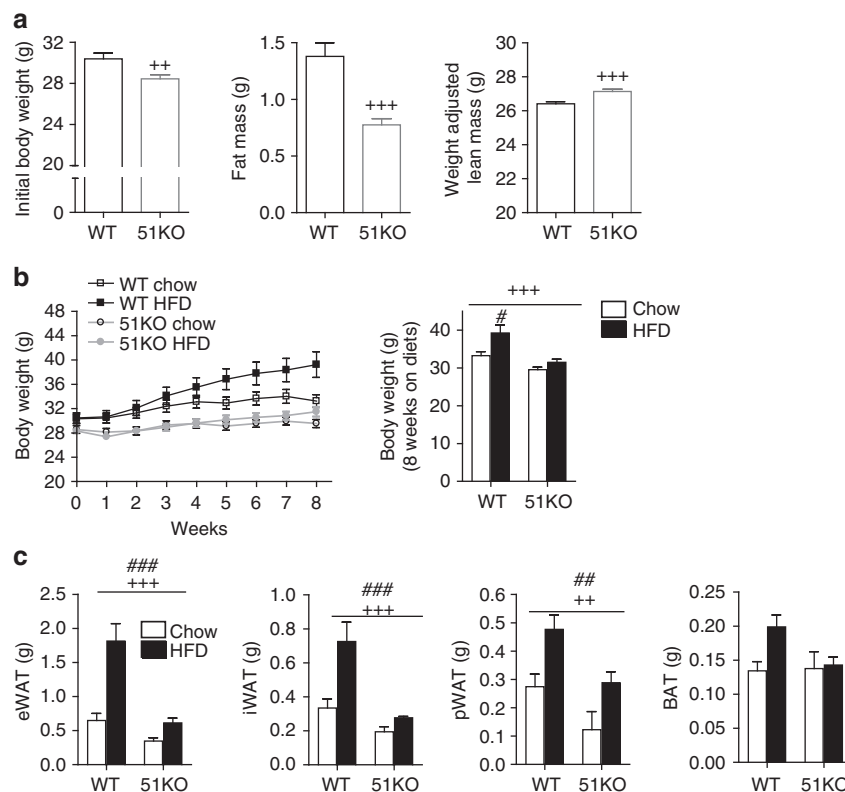 a
Initial body weight (g)
32
28
24
20
0
WT 51KO
++
Fat mass (g)
1.5
1.0
0.5
0.0
WT 51KO
+++
Weight adjusted
lean mass (g)
30
28
26
24
22
20
WT 51KO
+++
b
WT chow
WT HFD
51KO chow
51KO HFD
Body weight (g)
48
44
40
36
32
28
24
20
0 1 2 3 4 5 6 7 8
Weeks
Body weight (g)
(8 weeks on diets)
40
30
20
10
0
WT 51KO
+++
#
Chow
HFD
c
###
+++
eWAT (g)
2.5
2.0
1.5
1.0
0.5
0.0
WT 51KO
Chow
HFD
###
+++
iWAT (g)
1.0
0.8
0.6
0.4
0.2
0.0
WT 51KO
##
++
pWAT (g)
0.6
0.5
0.4
0.3
0.2
0.1
0.0
WT 51KO
BAT (g)
0.25
0.20
0.15
0.10
0.05
0.00
WT 51KO